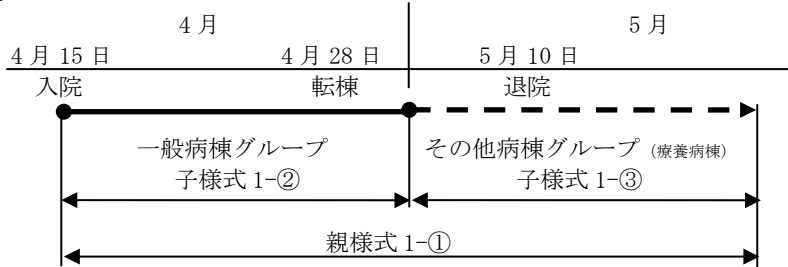 4月 5月
4月15日 4月28日 5月10日
入院 転棟 退院
一般病棟グループ その他病棟グループ（療養病棟）
子様式1-② 子様式1-③
親様式1-①